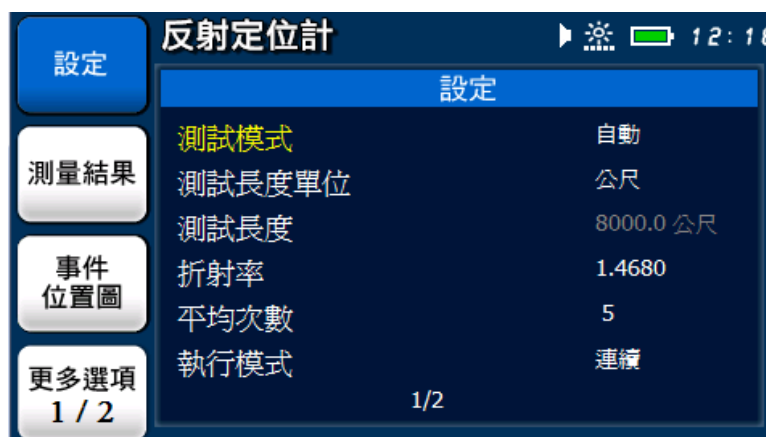 反射定位計
12:18
設定
測量結果
事件
位置圖
更多選項
1 / 2
設定
測試模式 自動
測試長度單位 公尺
測試長度 8000.0 公尺
折射率 1.4680
平均次數 5
執行模式 連續
1/2